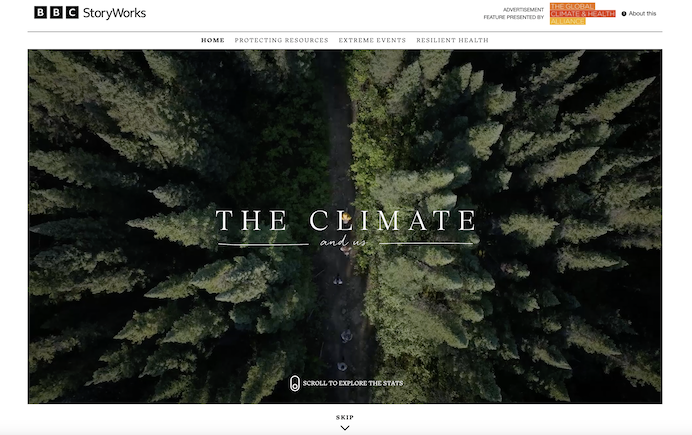 BBC StoryWorks
ADVERTISEMENT
FEATURE PRESENTED BY
THE GLOBAL
CLIMATE & HEALTH
ALLIANCE
About this
HOME PROTECTING RESOURCES EXTREME EVENTS RESILIENT HEALTH
THE CLIMATE
and us
SCROLL TO EXPLORE THE STATS
SKIP